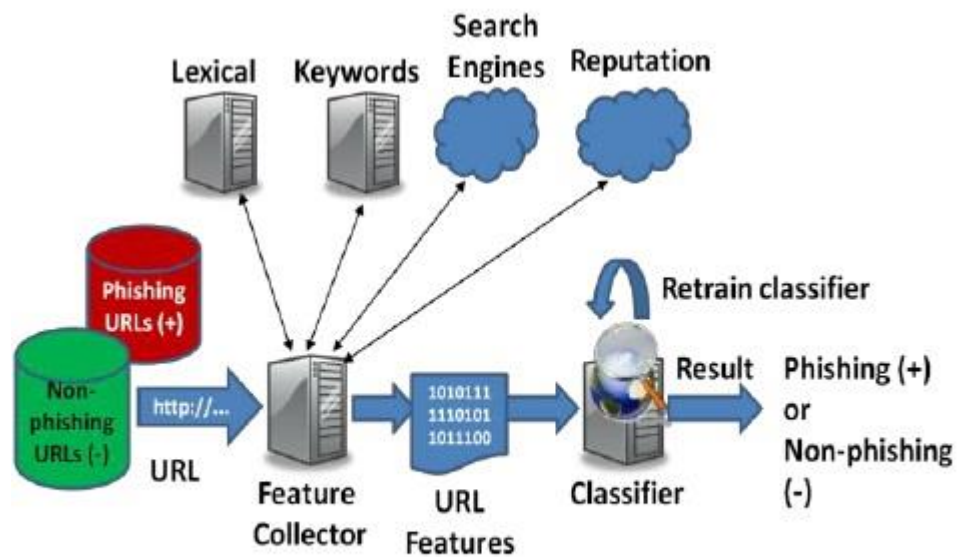 Lexical
Keywords
Search
Engines
Reputation
Phishing
URLs (+)
Non-
phishing
URLs (-)
http://...
URL
Feature
Collector
1010111
1110101
1011100
URL
Features
Retrain classifier
Classifier
Result
Phishing (+)
or
Non-phishing
(-)